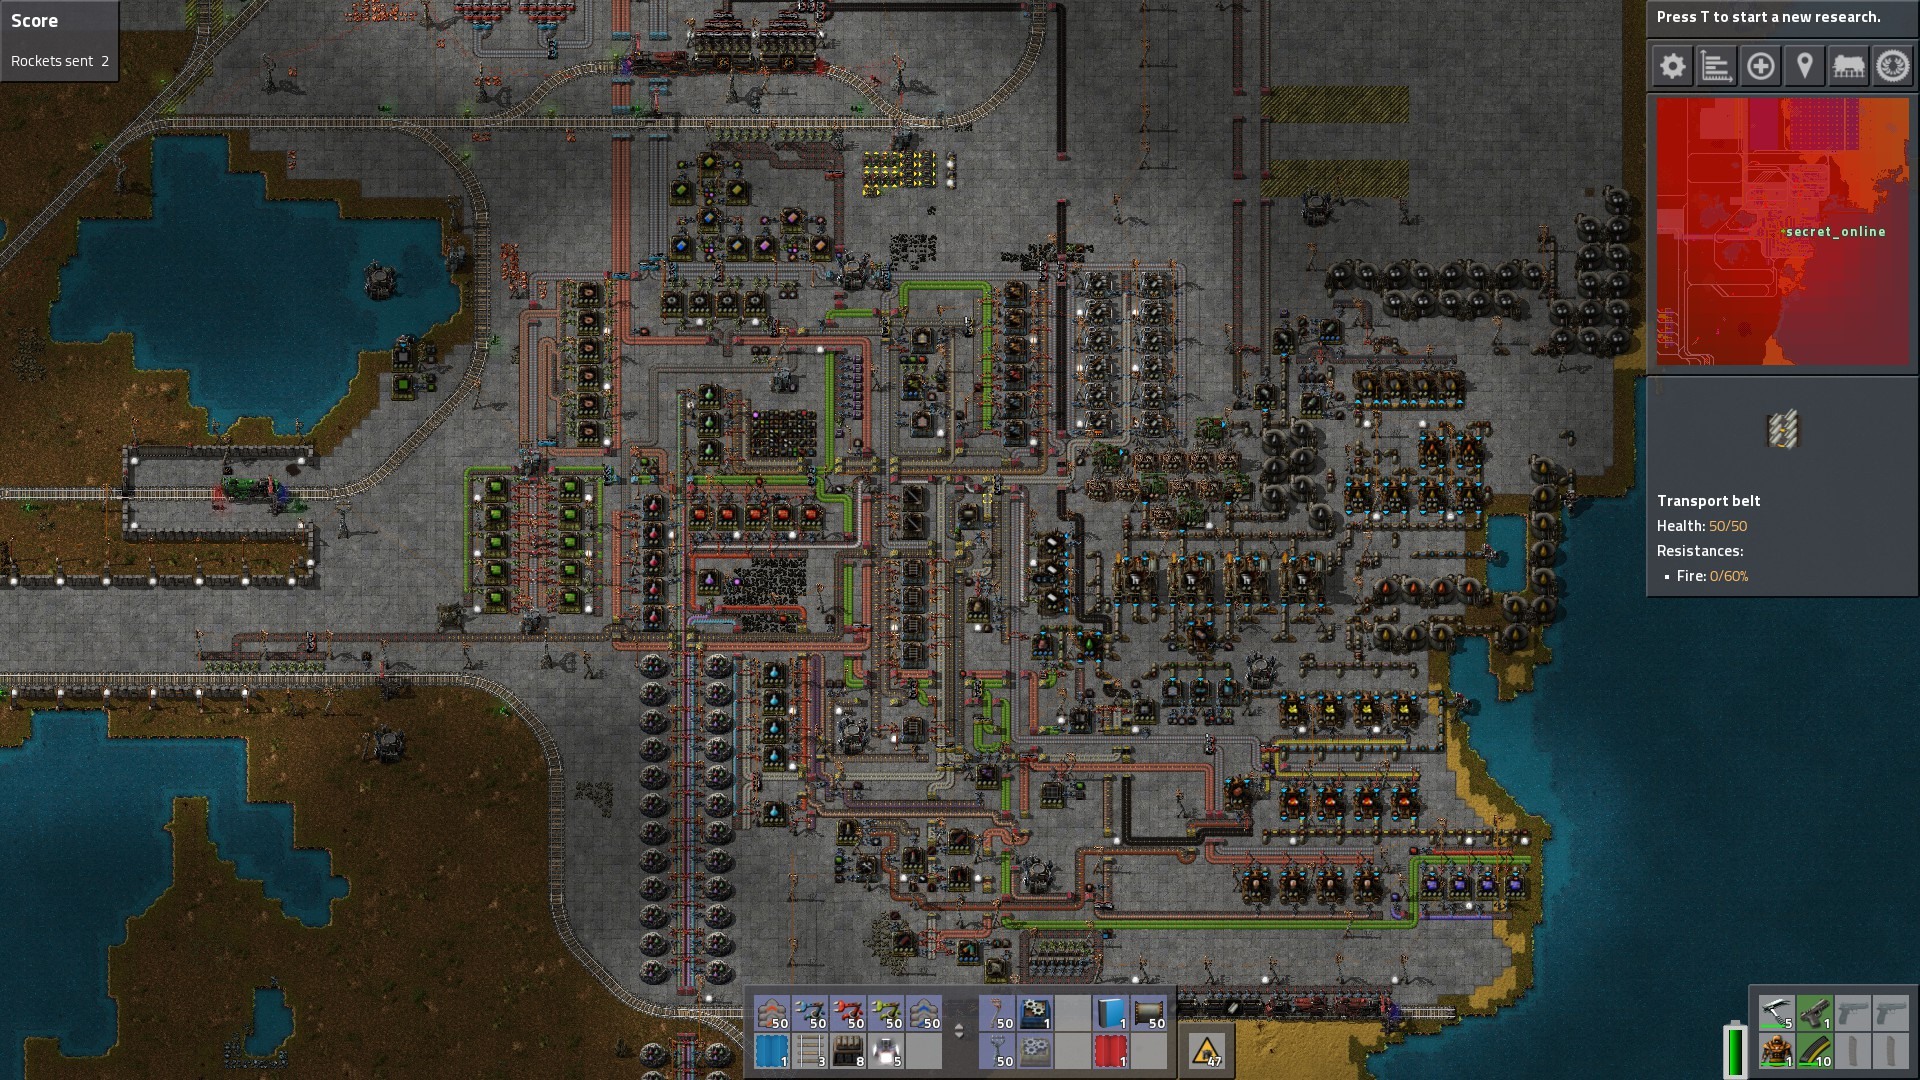 Score
Rockets sent 2
Press T to start a new research.
secret_online
Transport belt
Health: 50/50
Resistances:
• Fire: 0/60%
50 50 50 50 50 50 1 1 50
1 3 8 5 50 1 47
5 1
1 10